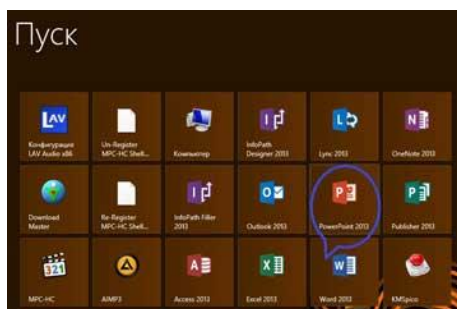 Пуск
Конфигурация
LAV Audio x86
Un-Register
MPC-HC Shell...
Компьютер
InfoPath
Designer 2013
Lync 2013
OneNote 2013
Download
Master
Re-Register
MPC-HC Shell...
InfoPath Filler
2013
Outlook 2013
PowerPoint 2013
Publisher 2013
MPC-HC
AIMP3
Access 2013
Excel 2013
Word 2013
KMSpico